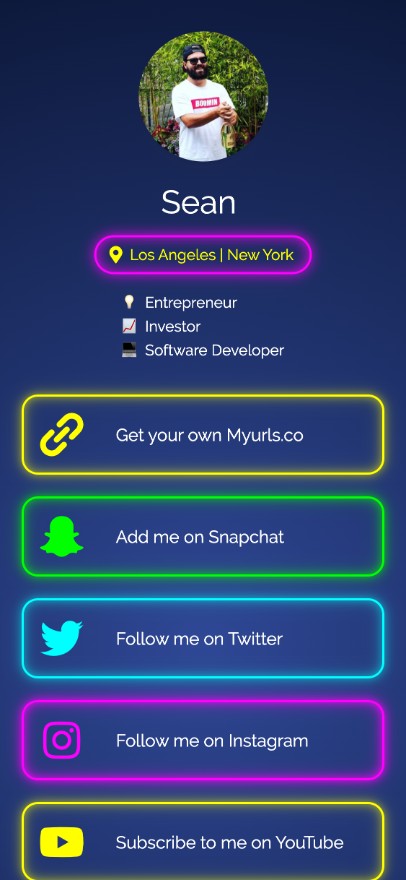 Sean
Los Angeles | New York
Entrepreneur
Investor
Software Developer
Get your own Myurls.co
Add me on Snapchat
Follow me on Twitter
Follow me on Instagram
Subscribe to me on YouTube